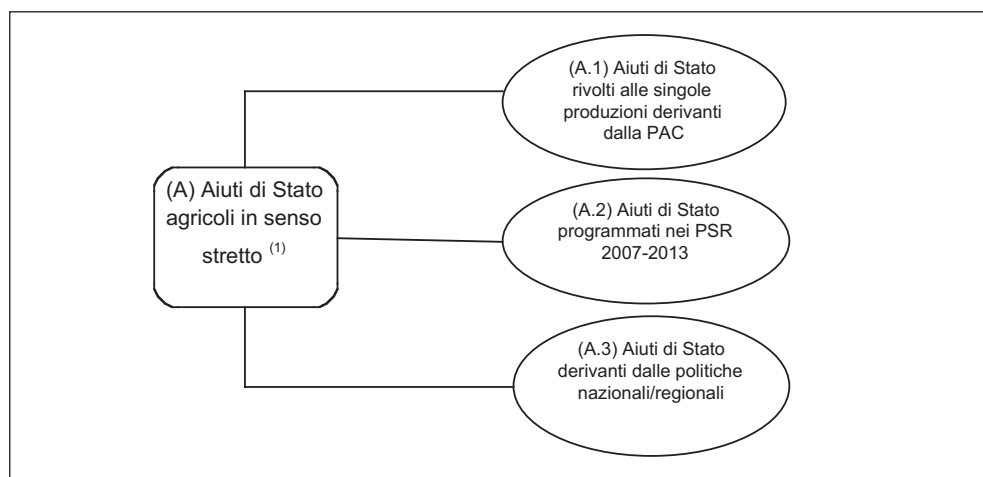 (A.1) Aiuti di Stato
rivolti alle singole
produzioni derivanti
dalla PAC
(A) Aiuti di Stato
agricoli in senso
stretto (1)
(A.2) Aiuti di Stato
programmati nei PSR
2007-2013
(A.3) Aiuti di Stato
derivanti dalle politiche
nazionali/regionali